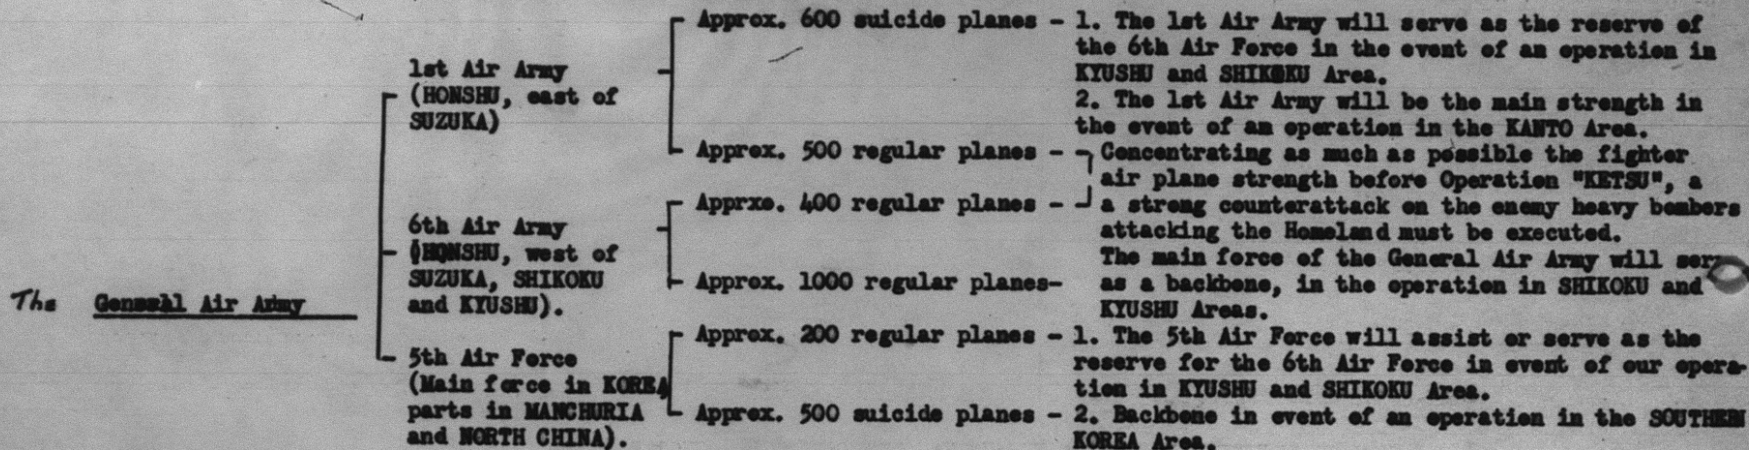 Approx. 600 suicide planes - 1. The 1st Air Army will serve as the reserve of
the 6th Air Force in the event of an operation in
KYUSHU and SHIKOKU Area.
2. The 1st Air Army will be the main strength in
the event of an operation in the KANTO Area.
1st Air Army
(HONSHU, east of
SUZUKA)
Approx. 500 regular planes -
Concentrating as much as possible the fighter
air plane strength before Operation "KETSU", a
a strong counterattack on the enemy heavy bombers
attacking the Homeland must be executed.
The main force of the General Air Army will
as a backbone, in the operation in SHIKOKU and
KYUSHU Areas.
Apprxo. 400 regular planes -
6th Air Army
(HONSHU, west of
SUZUKA, SHIKOKU
and KYUSHU).
Approx. 1000 regular planes-
The General Air Army
Approx. 200 regular planes - 1. The 5th Air Force will assist or serve as the
reserve for the 6th Air Force in event of our opera-
tion in KYUSHU and SHIKOKU Area.
5th Air Force
(Main force in KOREA
parts in MANCHURIA
and NORTH CHINA).
Approx. 500 suicide planes - 2. Backbone in event of an operation in the SOUTHERN
KOREA Area.